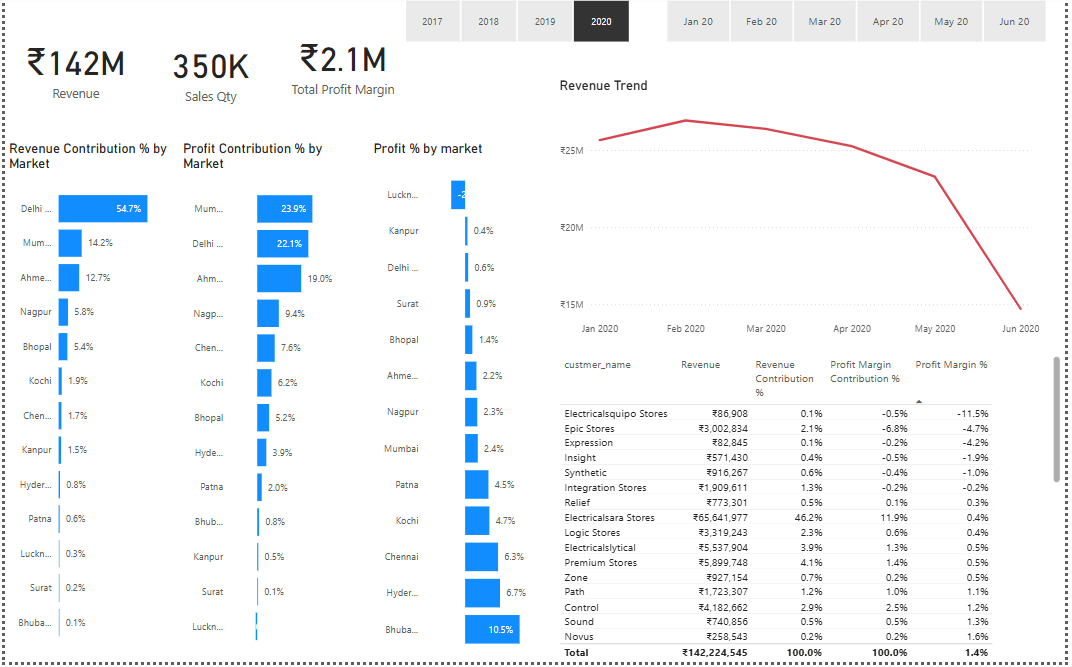 2017 2018 2019 2020 Jan 20 Feb 20 Mar 20 Apr 20 May 20 Jun 20
₹142M
Revenue
350K
Sales Qty
₹2.1M
Total Profit Margin
Revenue Contribution % by
Market
Delhi ... 54.7%
Mum... 14.2%
Ahme... 12.7%
Nagpur 5.8%
Bhopal 5.4%
Kochi 1.9%
Chen... 1.7%
Kanpur 1.5%
Hyder... 0.8%
Patna 0.6%
Luckn... 0.3%
Surat 0.2%
Bhuba... 0.1%
Profit Contribution % by
Market
Mum... 23.9%
Delhi ... 22.1%
Ahm... 19.0%
Nagp... 9.4%
Chen... 7.6%
Kochi 6.2%
Bhopal 5.2%
Hyde... 3.9%
Patna 2.0%
Bhub... 0.8%
Kanpur 0.5%
Surat 0.1%
Luckn...
Profit % by market
Luckn... -2
Kanpur 0.4%
Delhi ... 0.6%
Surat 0.9%
Bhopal 1.4%
Ahme... 2.2%
Nagpur 2.3%
Mumbai 2.4%
Patna 4.5%
Kochi 4.7%
Chennai 6.3%
Hyder... 6.7%
Bhuba... 10.5%
Revenue Trend
₹25M
₹20M
₹15M
Jan 2020 Feb 2020 Mar 2020 Apr 2020 May 2020 Jun 2020
custmer_name Revenue Revenue Profit Margin Profit Margin %
Contribution Contribution %
%
Electricalsquipo Stores ₹86,908 0.1% -0.5% -11.5%
Epic Stores ₹3,002,834 2.1% -6.8% -4.7%
Expression ₹82,845 0.1% -0.2% -4.2%
Insight ₹571,430 0.4% -0.5% -1.9%
Synthetic ₹916,267 0.6% -0.4% -1.0%
Integration Stores ₹1,909,611 1.3% -0.2% -0.2%
Relief ₹773,301 0.5% 0.1% 0.3%
Electricalsara Stores ₹65,641,977 46.2% 11.9% 0.4%
Logic Stores ₹3,319,243 2.3% 0.6% 0.4%
Electricalslytical ₹5,537,904 3.9% 1.3% 0.5%
Premium Stores ₹5,899,748 4.1% 1.4% 0.5%
Zone ₹927,154 0.7% 0.2% 0.5%
Path ₹1,723,307 1.2% 1.0% 1.1%
Control ₹4,182,662 2.9% 2.5% 1.2%
Sound ₹740,856 0.5% 0.5% 1.3%
Novus ₹258,543 0.2% 0.2% 1.6%
Total ₹142,224,545 100.0% 100.0% 1.4%